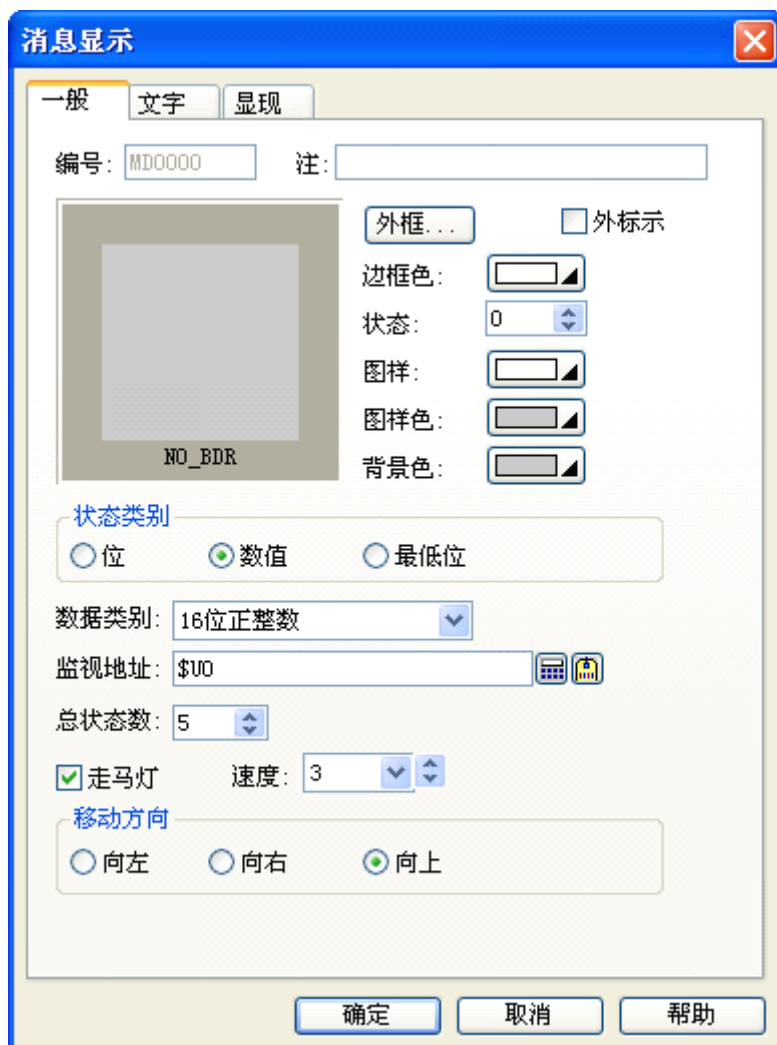 消息显示
一般 文字 显现
编号: MD0000 注:
外框... 外标示
边框色:
状态: 0
图样:
图样色:
背景色:
NO_BDR
状态类别
位 数值 最低位
数据类别: 16位正整数
监视地址: $U0
总状态数: 5
走马灯 速度: 3
移动方向
向左 向右 向上
确定 取消 帮助